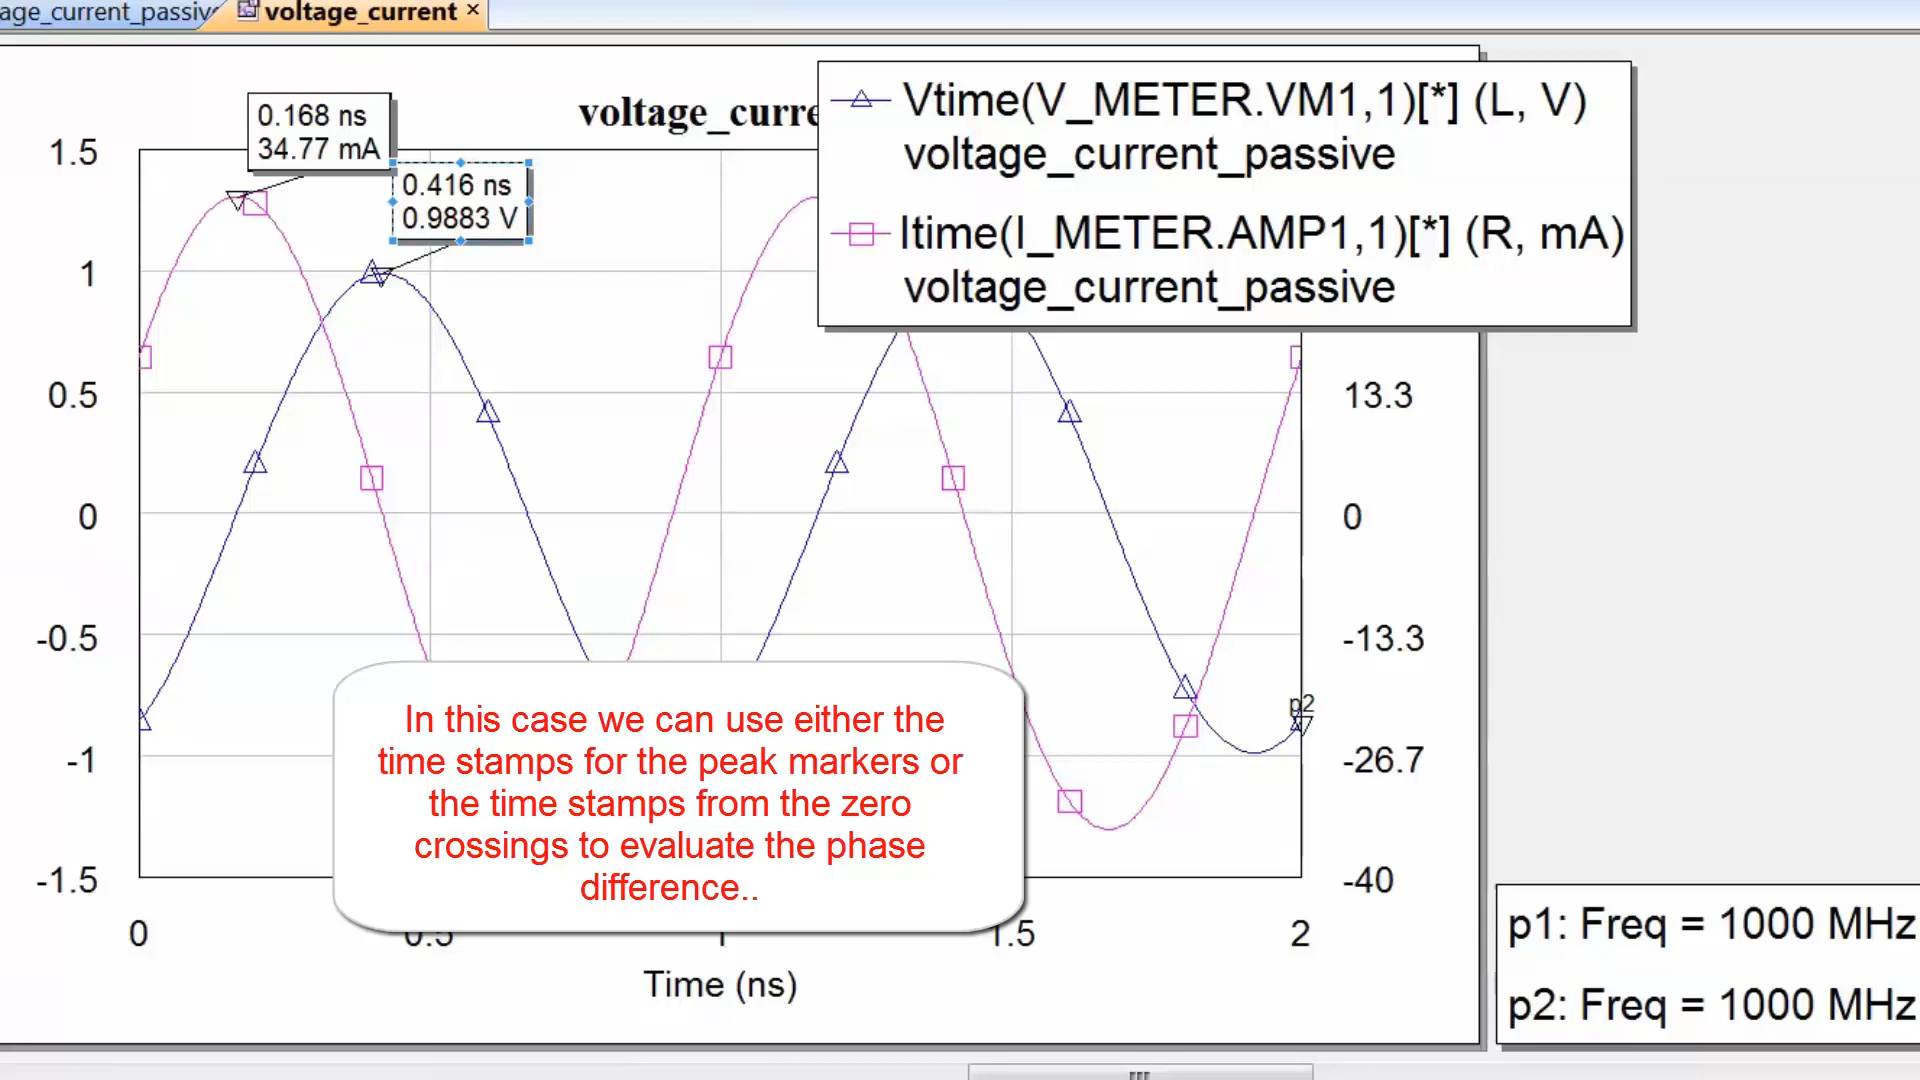 age_current_passive
voltage_current ×
voltage_curre
0.168 ns
34.77 mA
0.416 ns
0.9883 V
Vtime(V_METER.VM1,1)[*] (L, V)
voltage_current_passive
Itime(I_METER.AMP1,1)[*] (R, mA)
voltage_current_passive
1.5
1
0.5
0
-0.5
-1
-1.5
13.3
0
-13.3
-26.7
-40
p2
In this case we can use either the
time stamps for the peak markers or
the time stamps from the zero
crossings to evaluate the phase
difference..
0
0.5
1
1.5
2
Time (ns)
p1: Freq = 1000 MHz
p2: Freq = 1000 MHz